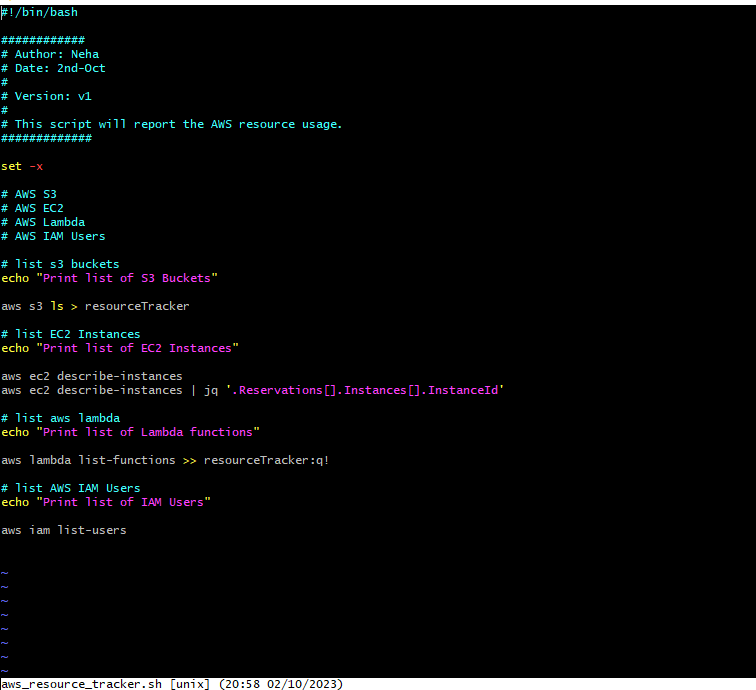 #!/bin/bash
############
# Author: Neha
# Date: 2nd-Oct
#
# Version: v1
#
# This script will report the AWS resource usage.
#############
set -x
# AWS S3
# AWS EC2
# AWS Lambda
# AWS IAM Users
# list s3 buckets
echo "Print list of S3 Buckets"
aws s3 ls > resourceTracker
# list EC2 Instances
echo "Print list of EC2 Instances"
aws ec2 describe-instances
aws ec2 describe-instances | jq '.Reservations[].Instances[].InstanceId'
# list aws lambda
echo "Print list of Lambda functions"
aws lambda list-functions >> resourceTracker:q!
# list AWS IAM Users
echo "Print list of IAM Users"
aws iam list-users
~
~
~
~
~
~
~
~
aws_resource_tracker.sh [unix] (20:58 02/10/2023)